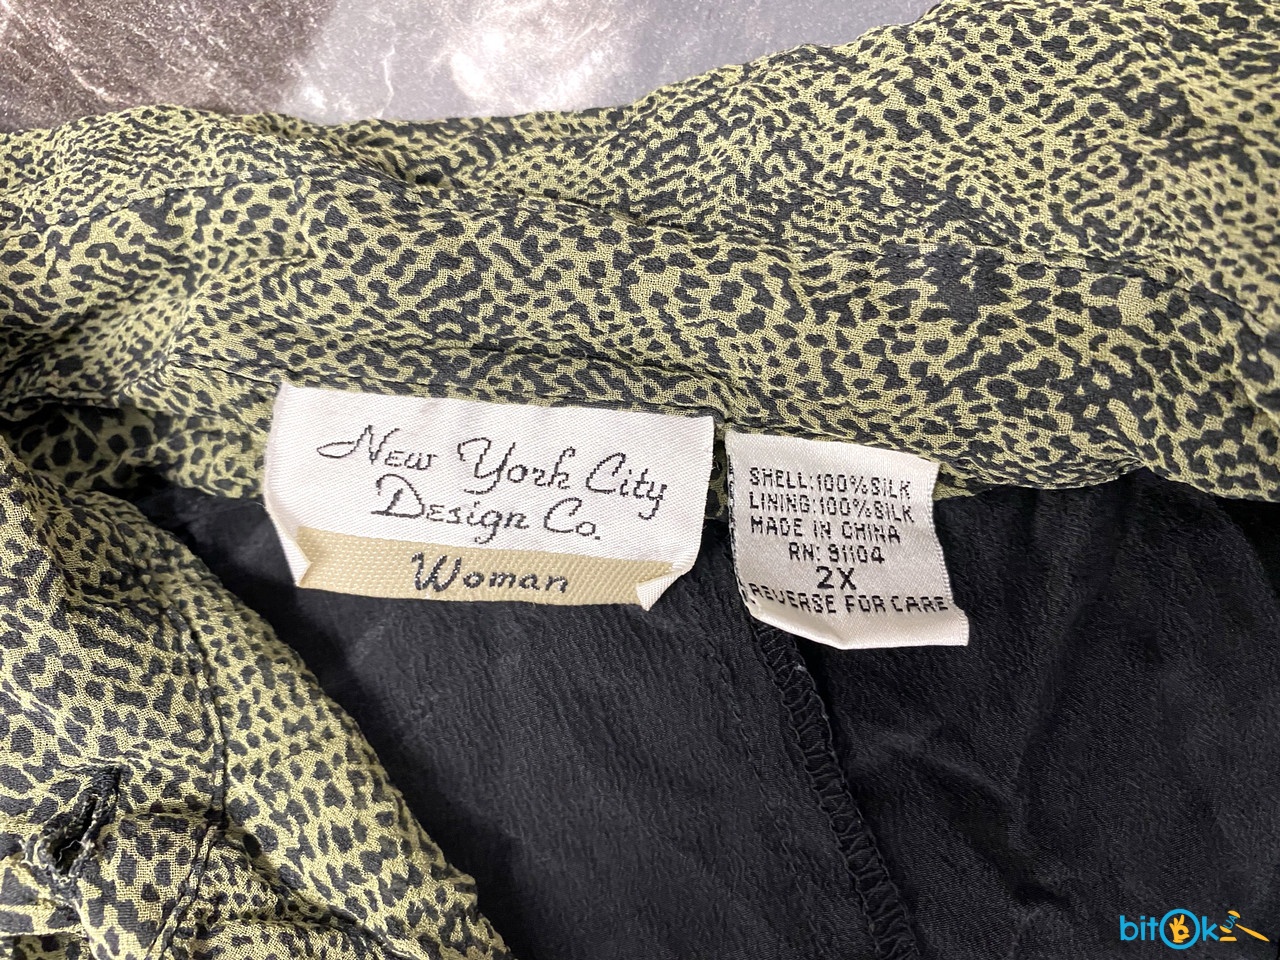 New York City
Design Co.
Woman
SHELL:100%SILK
LINING:100%SILK
MADE IN CHINA
RN: 91104
2X
REVERSE FOR CARE
bitOk